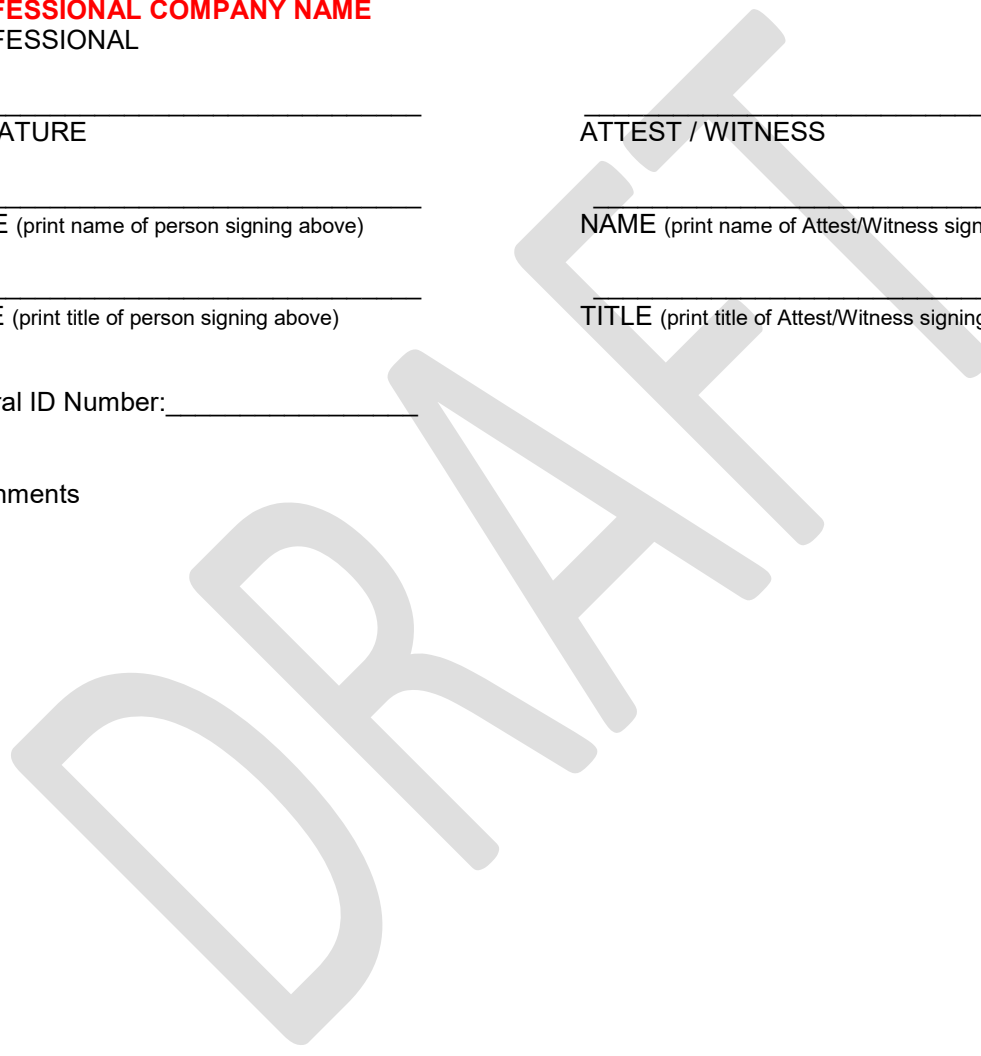 FESSIONAL COMPANY NAME
FESSIONAL
ATURE
ATTEST / WITNESS
E (print name of person signing above)
NAME (print name of Attest/Witness sign
E (print title of person signing above)
TITLE (print title of Attest/Witness signing
ral ID Number:_________________
nments
DRAFT